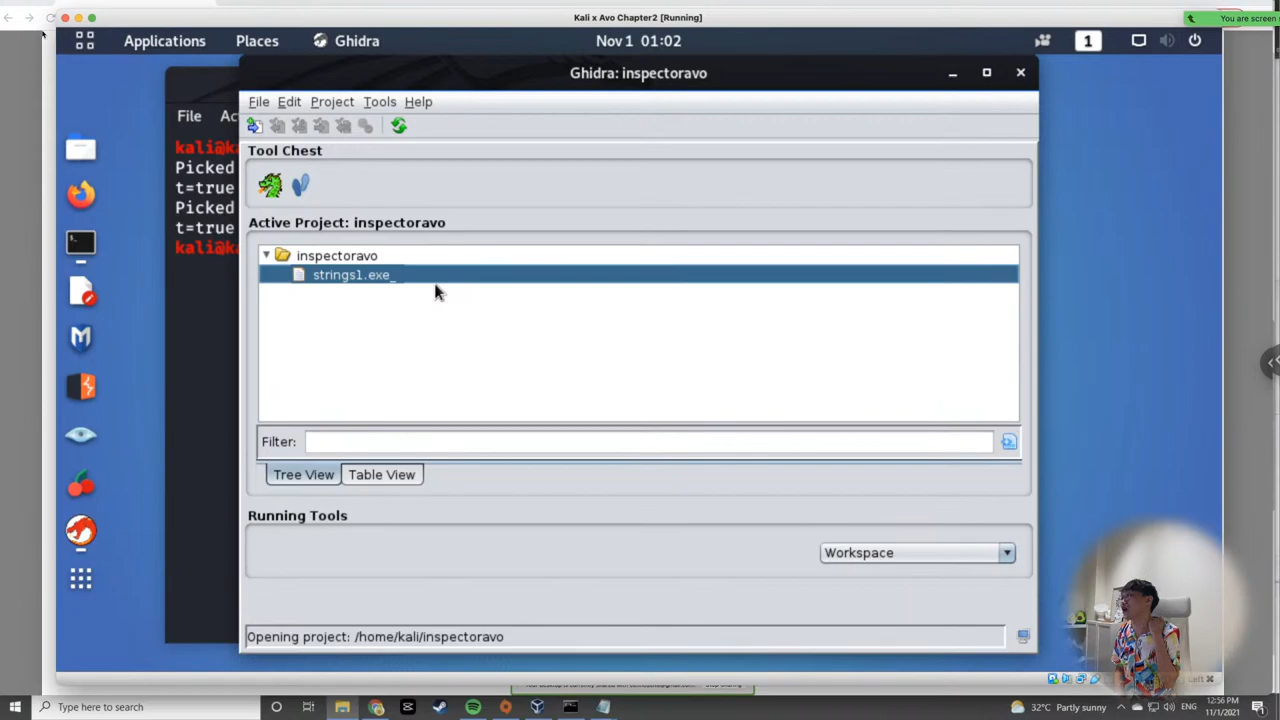 Kali x Avo Chapter2 [Running]
You are screen
Applications
Places
Ghidra
Nov 1 01:02
1
Ghidra: inspectoravo
File
kali@k
Picked
t=true
Picked
t=true
kali@k
File Edit Project Tools Help
Tool Chest
Active Project: inspectoravo
inspectoravo
strings1.exe_
Filter:
Tree View
Table View
Running Tools
Workspace
Opening project: /home/kali/inspectoravo
Left ⌘
Type here to search
32°C Partly sunny
ENG
12:56 PM
11/1/2021